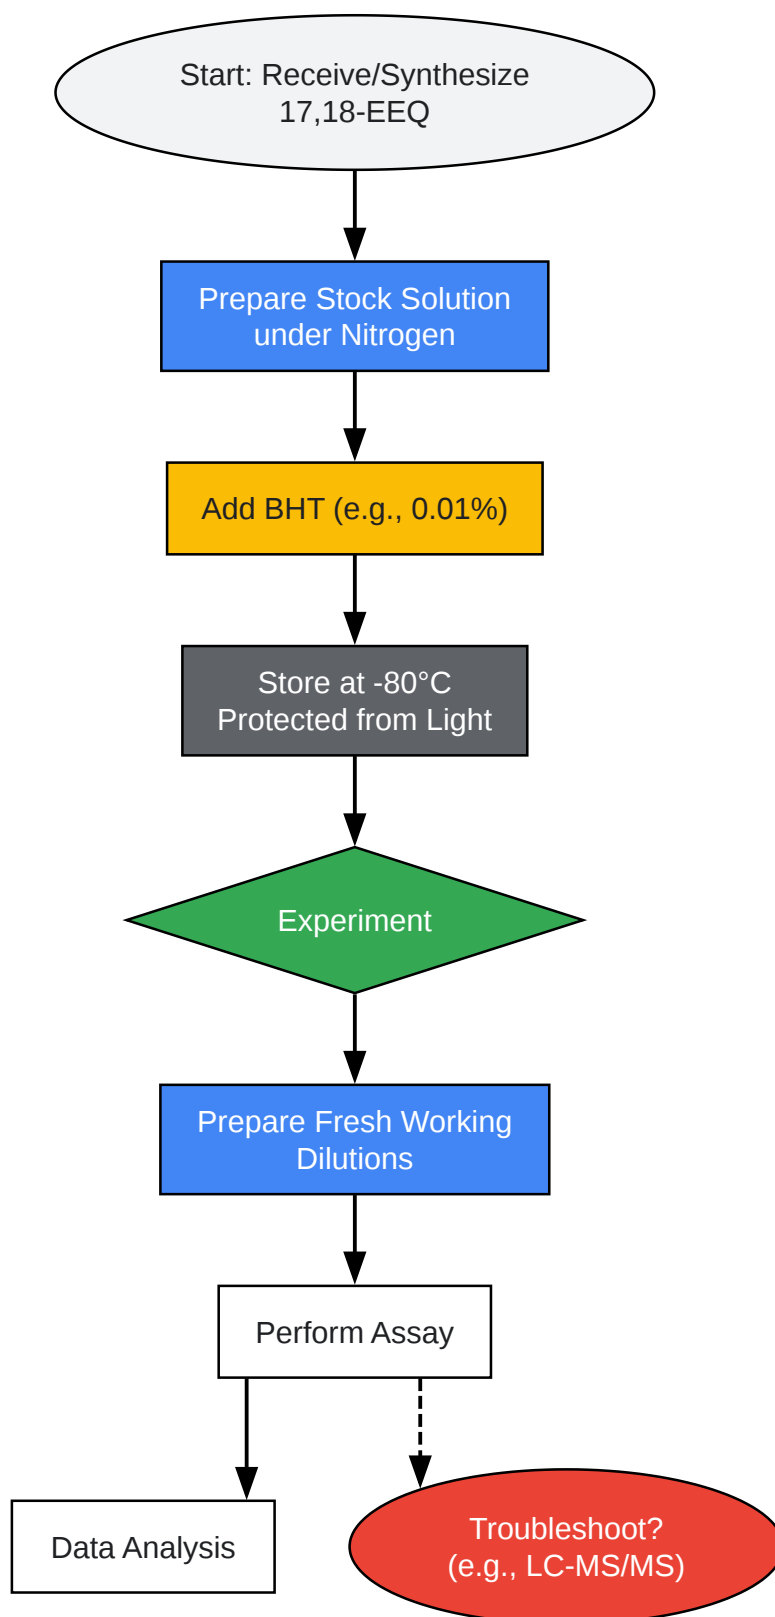 Start: Receive/Synthesize
17,18-EEQ
Prepare Stock Solution
under Nitrogen
Add BHT (e.g., 0.01%)
Store at -80°C
Protected from Light
Experiment
Prepare Fresh Working
Dilutions
Perform Assay
Data Analysis
Troubleshoot?
(e.g., LC-MS/MS)